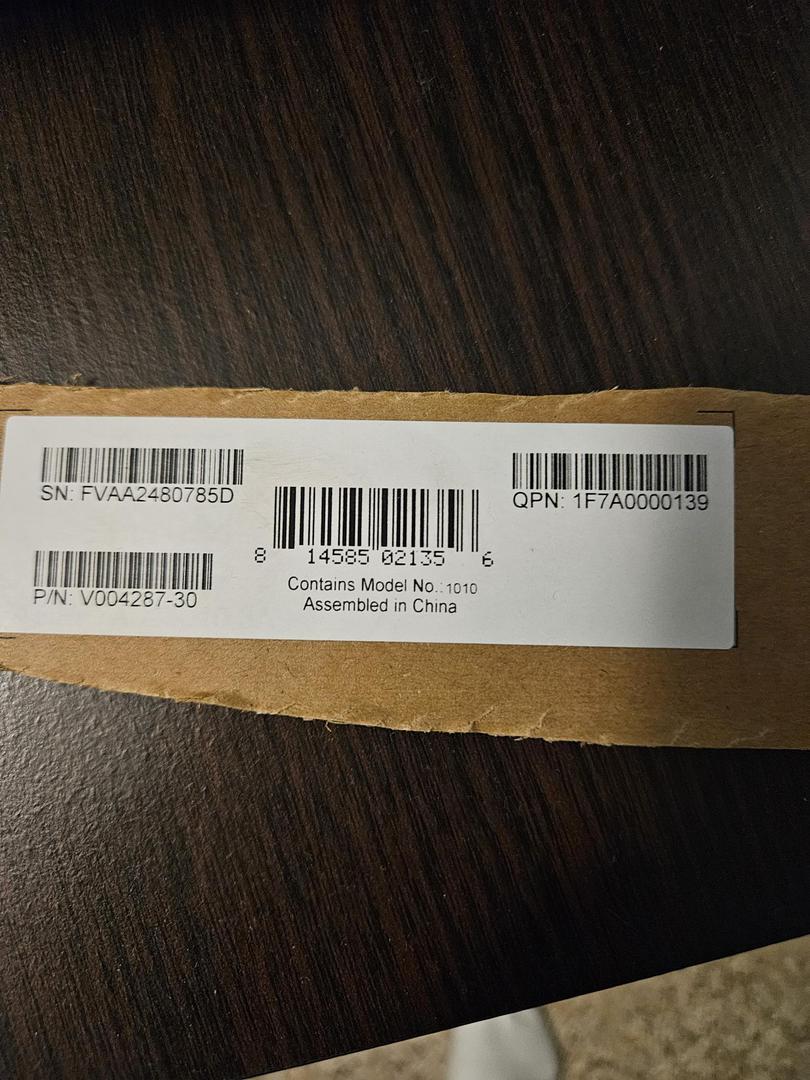 SN: FVAA2480785D
P/N: V004287-30
8 14585 02135 6
Contains Model No.: 1010
Assembled in China
QPN: 1F7A0000139